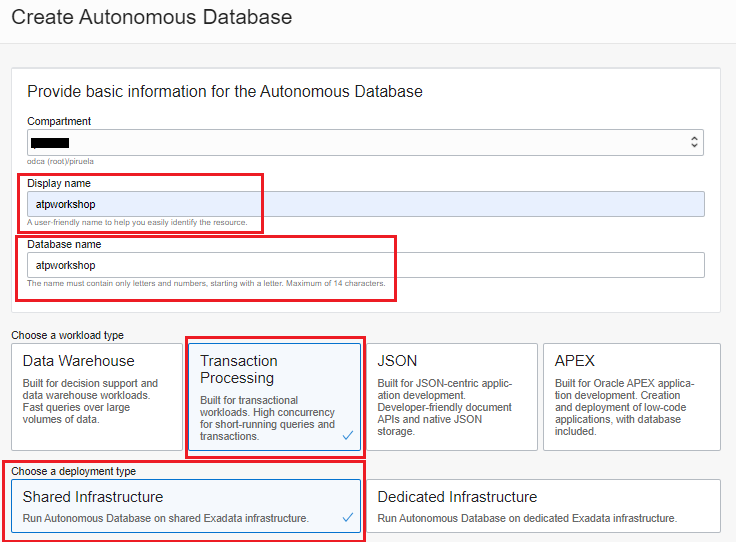 Create Autonomous Database
Provide basic information for the Autonomous Database
Compartment
odca (root)/piruela
Display name
atpworkshop
A user-friendly name to help you easily identify the resource.
Database name
atpworkshop
The name must contain only letters and numbers, starting with a letter. Maximum of 14 characters.
Choose a workload type
Data Warehouse
Built for decision support and
data warehouse workloads.
Fast queries over large
volumes of data.
Transaction
Processing
Built for transactional
workloads. High concurrency
for short-running queries and
transactions.
JSON
Built for JSON-centric applic-
ation development.
Developer-friendly document
APIs and native JSON
storage.
APEX
Built for Oracle APEX applica-
tion development. Creation
and deployment of low-code
applications, with database
included.
Choose a deployment type
Shared Infrastructure
Run Autonomous Database on shared Exadata infrastructure.
Dedicated Infrastructure
Run Autonomous Database on dedicated Exadata infrastructure.